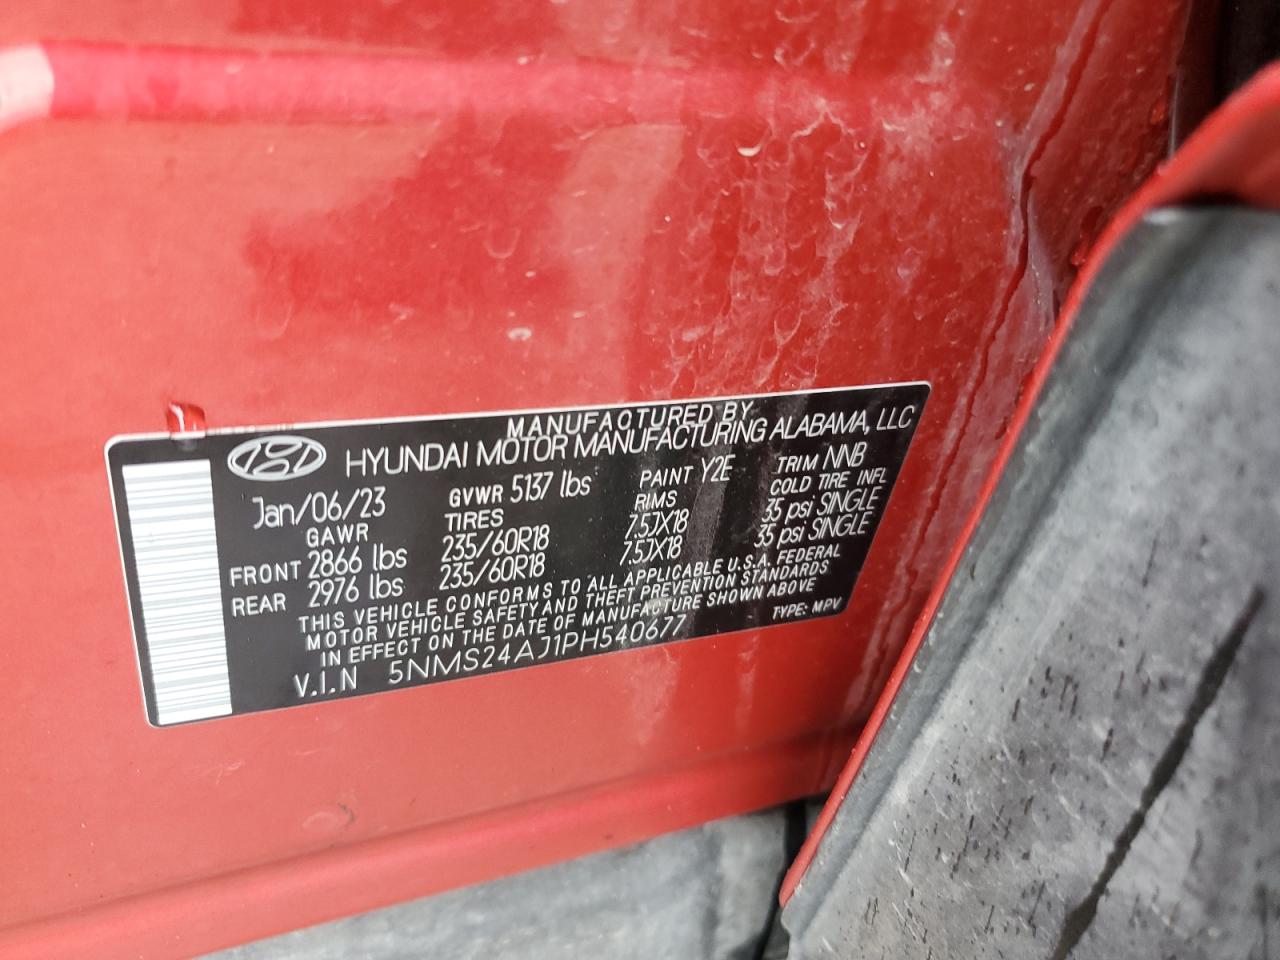 MANUFACTURED BY
HYUNDAI MOTOR MANUFACTURING ALABAMA, LLC
Jan/06/23 GVWR 5137 lbs PAINT Y2E TRIM NNB
GAWR TIRES RIMS COLD TIRE INFL
FRONT 2866 lbs 235/60R18 7.5JX18 35 psi SINGLE
REAR 2976 lbs 235/60R18 7.5JX18 35 psi SINGLE
THIS VEHICLE CONFORMS TO ALL APPLICABLE U.S.A. FEDERAL
MOTOR VEHICLE SAFETY AND THEFT PREVENTION STANDARDS
IN EFFECT ON THE DATE OF MANUFACTURE SHOWN ABOVE
V.I.N 5NMS24AJ1PH540677 TYPE: MPV